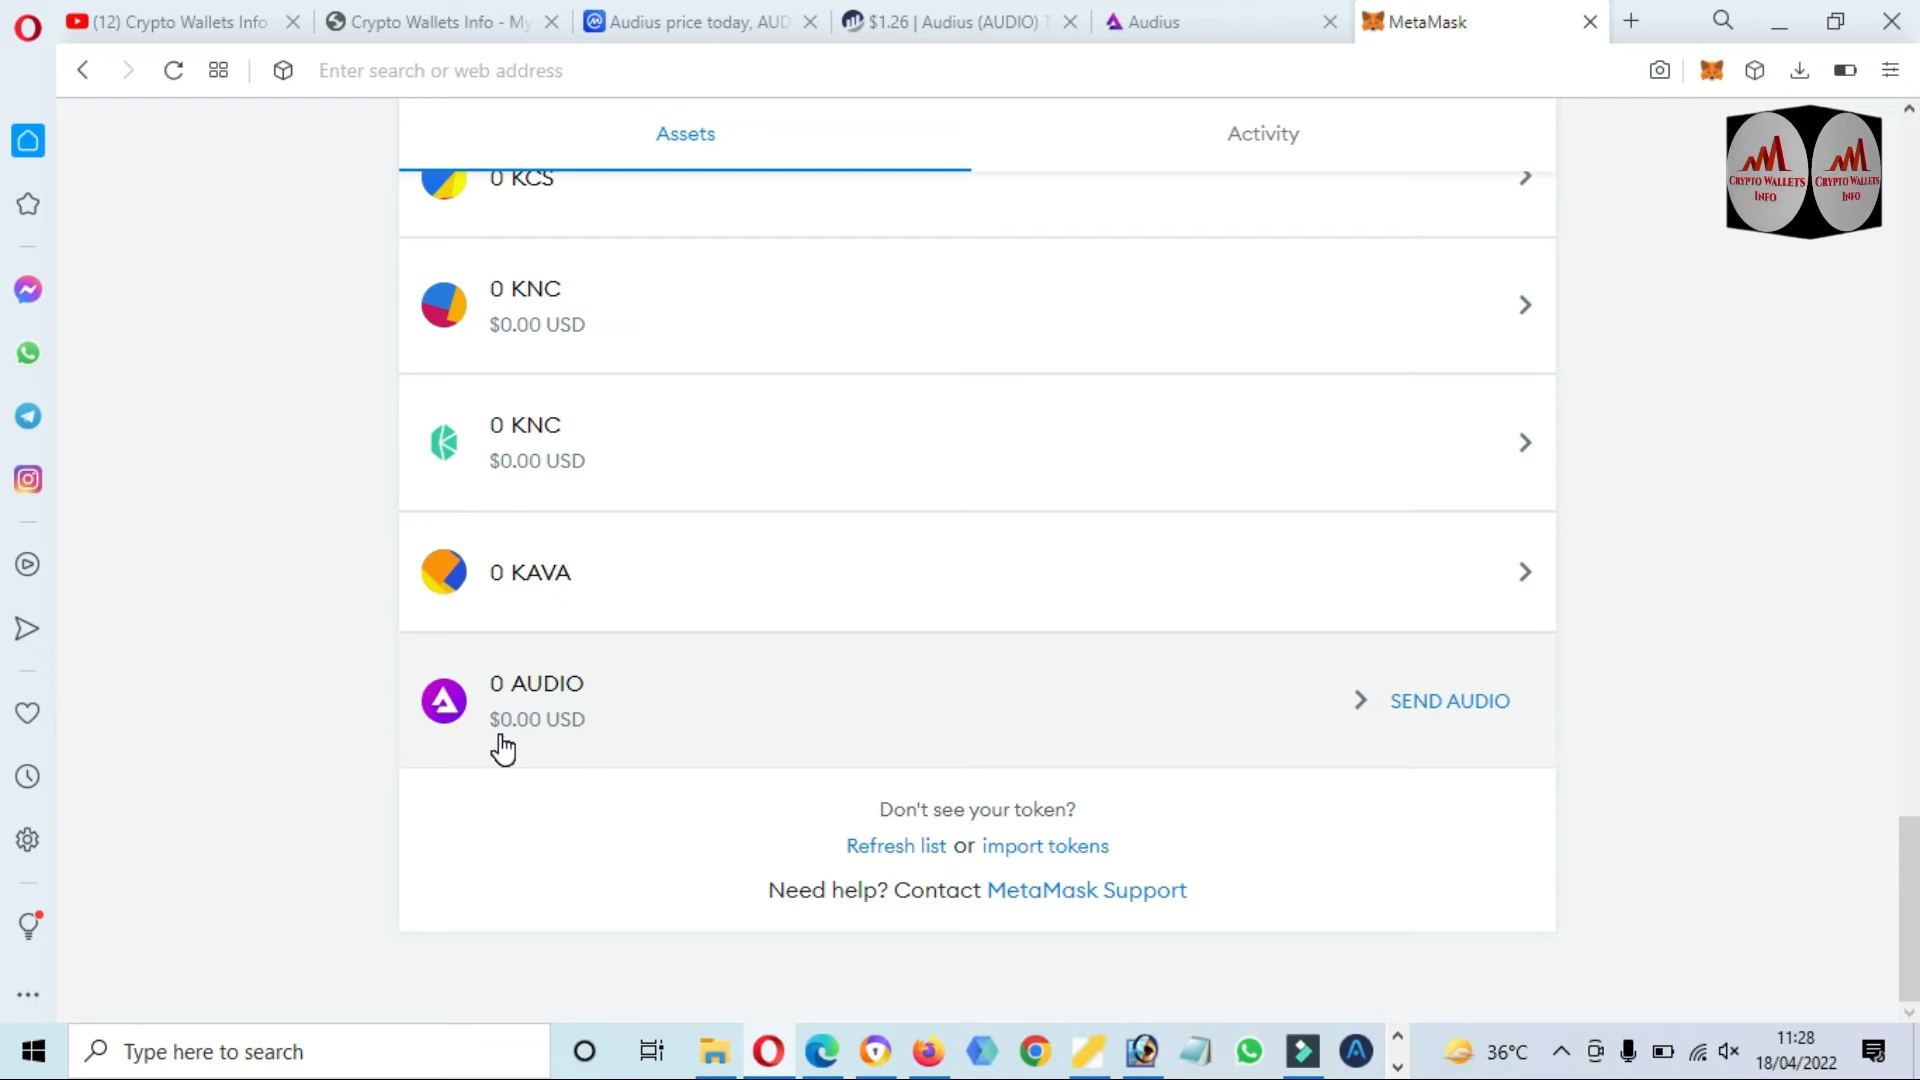 (12) Crypto Wallets Info
Crypto Wallets Info - My
Audius price today, AUD
$1.26 | Audius (AUDIO) T
Audius
MetaMask
Enter search or web address
Assets
Activity
CRYPTO WALLETS
INFO
CRYPTO WALLETS
INFO
0 KCS
0 KNC
$0.00 USD
0 KNC
$0.00 USD
0 KAVA
0 AUDIO
$0.00 USD
SEND AUDIO
Don't see your token?
Refresh list or import tokens
Need help? Contact MetaMask Support
Type here to search
36°C
11:28
18/04/2022